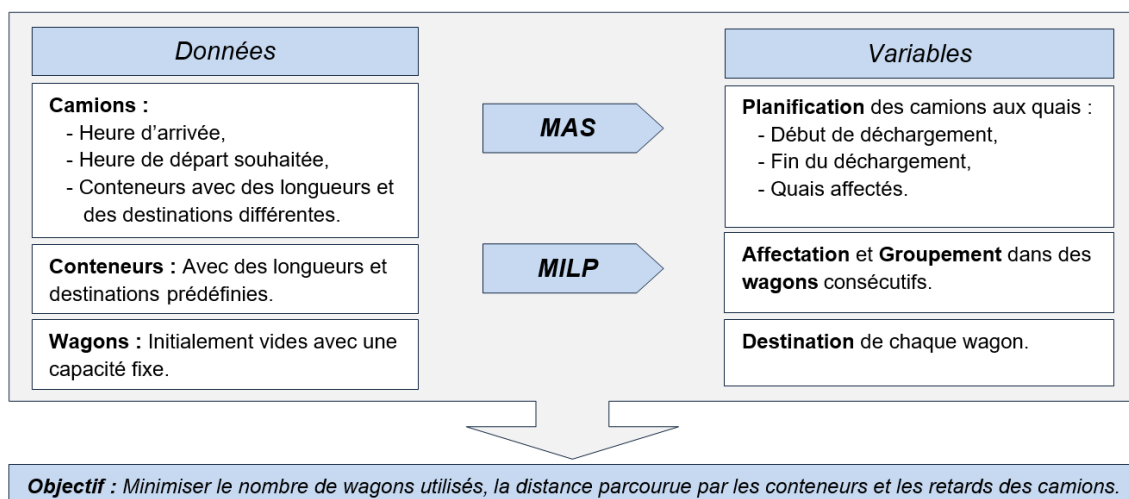 Données
Camions :
- Heure d'arrivée,
- Heure de départ souhaitée,
- Conteneurs avec des longueurs et
des destinations différentes.
Conteneurs : Avec des longueurs et
destinations prédéfinies.
Wagons : Initialement vides avec une
capacité fixe.
MAS
MILP
Variables
Planification des camions aux quais :
- Début de déchargement,
- Fin du déchargement,
- Quais affectés.
Affectation et Groupement dans des
wagons consécutifs.
Destination de chaque wagon.
Objectif : Minimiser le nombre de wagons utilisés, la distance parcourue par les conteneurs et les retards des camions.